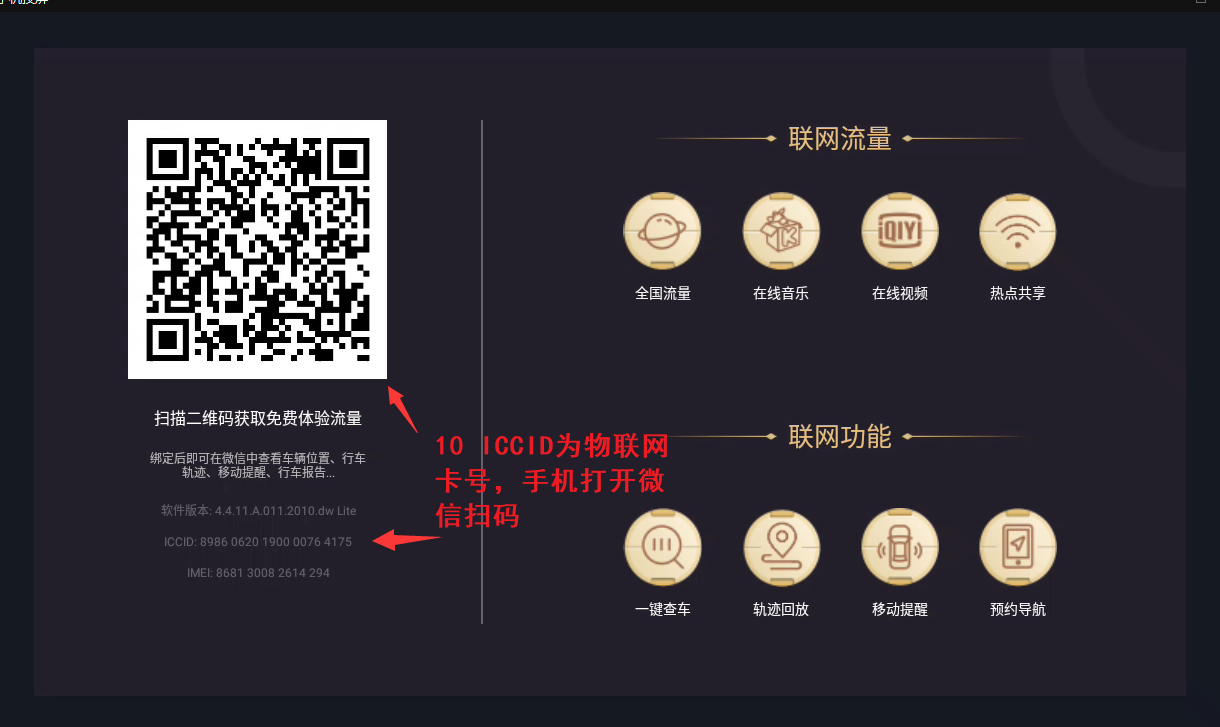 扫描二维码获取免费体验流量
绑定后即可在微信中查看车辆位置、行车
轨迹、移动提醒、行车报告...
软件版本: 4.4.11.A.011.2010.dw Lite
ICCID: 8986 0620 1900 0076 4175
IMEI: 8681 3008 2614 294
10 ICCID为物联网
卡号，手机打开微
信扫码
联网流量
iQIYI
全国流量 在线音乐 在线视频 热点共享
联网功能
一键查车 轨迹回放 移动提醒 预约导航